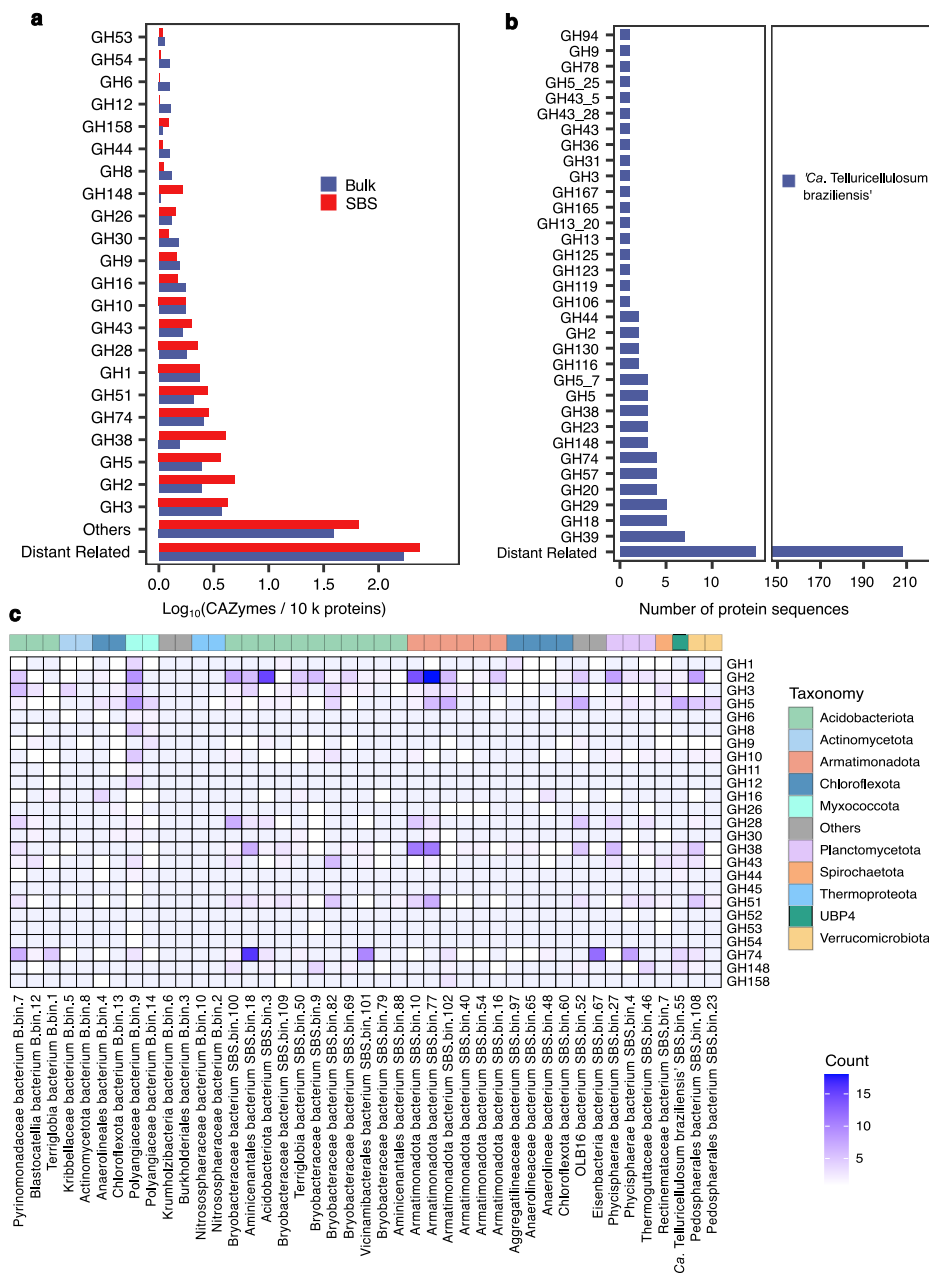 a
GH53
GH54
GH6
GH12
GH158
GH44
GH8
GH148
GH26
GH30
GH9
GH16
GH10
GH43
GH28
GH1
GH51
GH74
GH38
GH5
GH2
GH3
Others
Distant Related
Bulk
SBS
0.0 0.5 1.0 1.5 2.0
Log₁₀(CAZymes / 10 k proteins)
b
GH94
GH9
GH78
GH5_25
GH43_5
GH43_28
GH43
GH36
GH31
GH3
GH167
GH165
GH13_20
GH13
GH125
GH123
GH119
GH106
GH44
GH2
GH130
GH116
GH5_7
GH5
GH38
GH23
GH148
GH74
GH57
GH20
GH29
GH18
GH39
Distant Related
'Ca. Telluricellulosum
braziliensis'
0 5 10 150 170 190 210
Number of protein sequences
c
GH1
GH2
GH3
GH5
GH6
GH8
GH9
GH10
GH11
GH12
GH16
GH26
GH28
GH30
GH38
GH43
GH44
GH45
GH51
GH52
GH53
GH54
GH74
GH148
GH158
Pyrinomonadaceae bacterium B.bin.7
Blastocatellia bacterium B.bin.12
Terriglobia bacterium B.bin.1
Kribbellaceae bacterium B.bin.5
Actinomycetota bacterium B.bin.8
Anaerolineales bacterium B.bin.4
Chloroflexota bacterium B.bin.13
Polyangiaceae bacterium B.bin.9
Polyangiaceae bacterium B.bin.14
Krumholzibacteria bacterium B.bin.6
Burkholderiales bacterium B.bin.3
Nitrososphaeraceae bacterium B.bin.10
Nitrososphaeraceae bacterium B.bin.2
Bryobacteraceae bacterium SBS.bin.100
Aminicenantes bacterium SBS.bin.18
Acidobacteriota bacterium SBS.bin.3
Bryobacteraceae bacterium SBS.bin.109
Terriglobia bacterium SBS.bin.50
Bryobacteraceae bacterium SBS.bin.9
Bryobacteraceae bacterium SBS.bin.82
Bryobacteraceae bacterium SBS.bin.69
Vicinamibacterales bacterium SBS.bin.101
Bryobacteraceae bacterium SBS.bin.79
Aminicenantales bacterium SBS.bin.88
Armatimonadota bacterium SBS.bin.10
Armatimonadota bacterium SBS.bin.77
Armatimonadota bacterium SBS.bin.102
Armatimonadota bacterium SBS.bin.40
Armatimonadota bacterium SBS.bin.54
Armatimonadota bacterium SBS.bin.16
Aggregatilineaceae bacterium SBS.bin.97
Anaerolineaceae bacterium SBS.bin.65
Anaerolineae bacterium SBS.bin.48
Chloroflexota bacterium SBS.bin.60
OLB16 bacterium SBS.bin.52
Eisenbacteria bacterium SBS.bin.67
Phycisphaerae bacterium SBS.bin.27
Phycisphaerae bacterium SBS.bin.4
Thermoguttaceae bacterium SBS.bin.46
Rectinemataceae bacterium SBS.bin.7
Ca. Telluricellulosum braziliensis' SBS.bin.55
Pedosphaerales bacterium SBS.bin.108
Pedosphaerales bacterium SBS.bin.23
Taxonomy
Acidobacteriota
Actinomycetota
Armatimonadota
Chloroflexota
Myxococcota
Others
Planctomycetota
Spirochaetota
Thermoproteota
UBP4
Verrucomicrobiota
Count
15
10
5
0